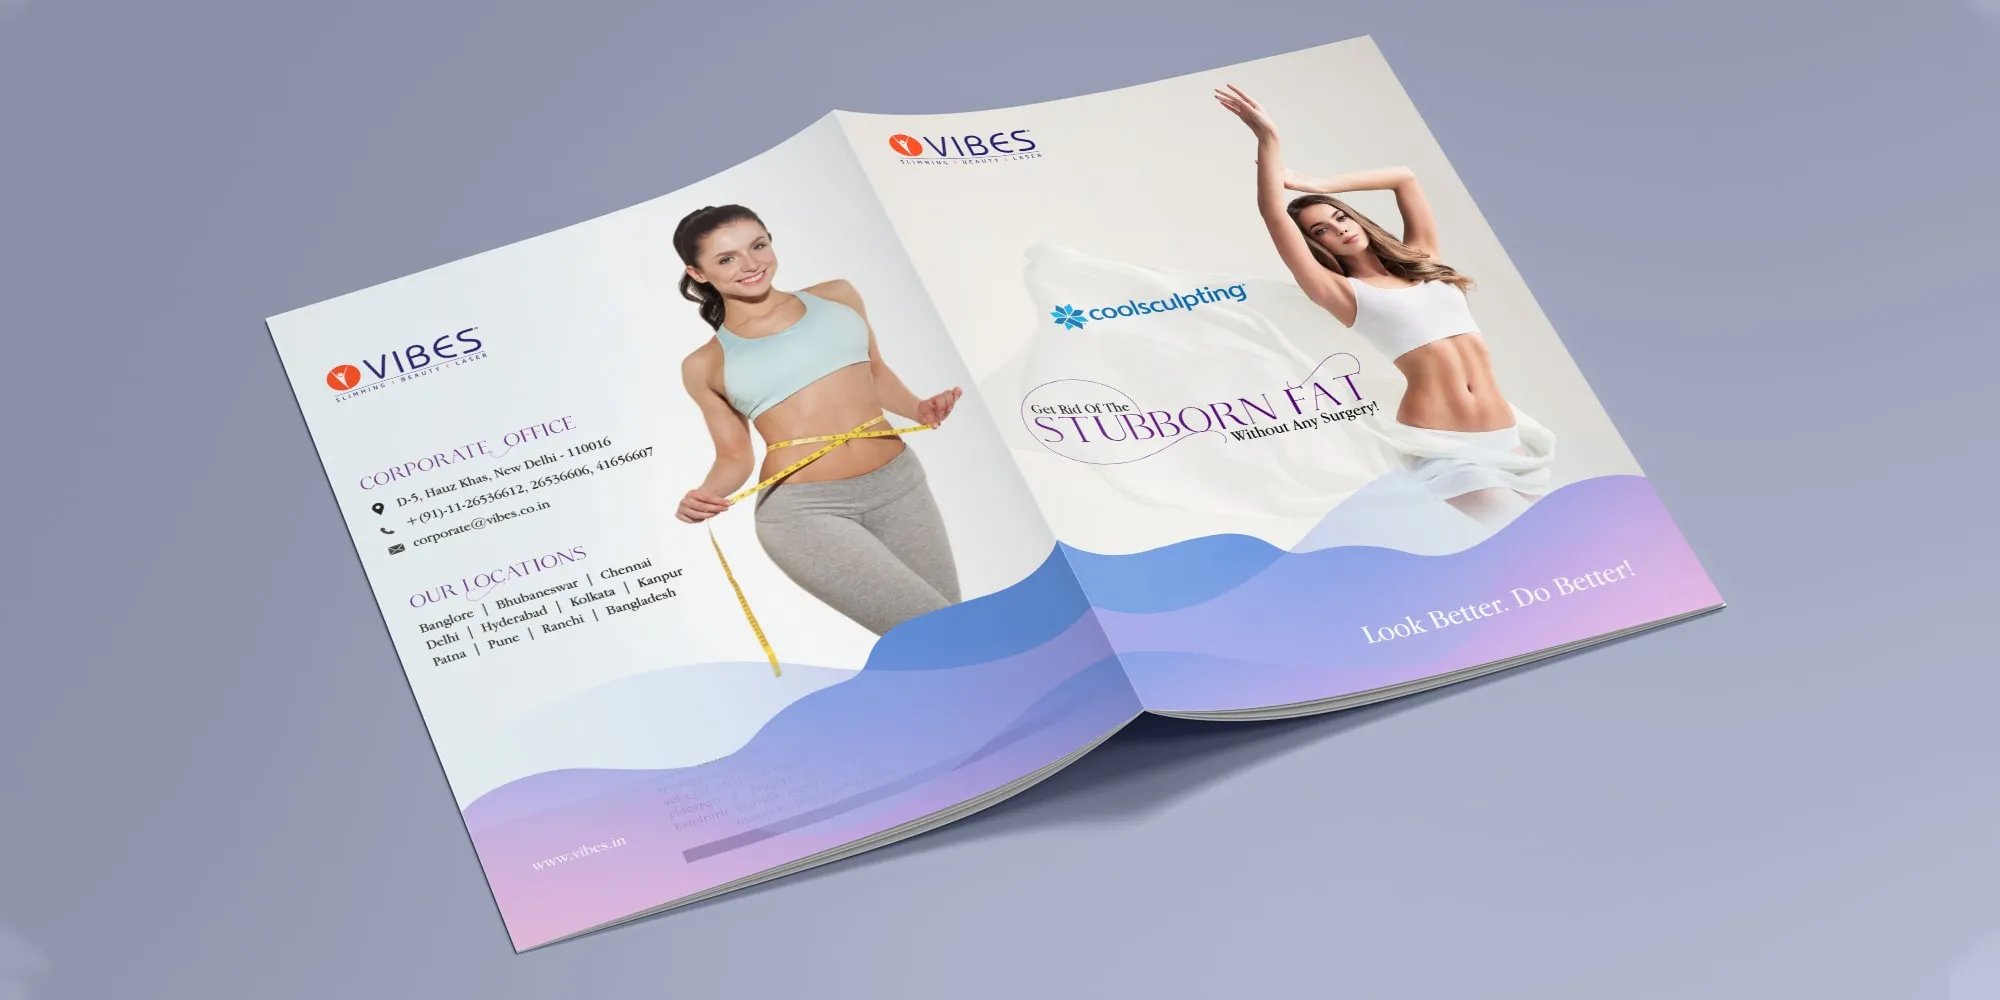 VIBES
SLIMMING | BEAUTY | LASER
CORPORATE OFFICE
D-5, Hauz Khas, New Delhi - 110016
+(91)-11-26536612, 26536606, 41656607
corporate@vibes.co.in
OUR LOCATIONS
Banglore | Bhubaneswar | Chennai
Delhi | Hyderabad | Kolkata | Kanpur
Patna | Pune | Ranchi | Bangladesh
www.vibes.in
VIBES
SLIMMING | BEAUTY | LASER
coolsculpting
Get Rid Of The
STUBBORN FAT
Without Any Surgery!
Look Better. Do Better!